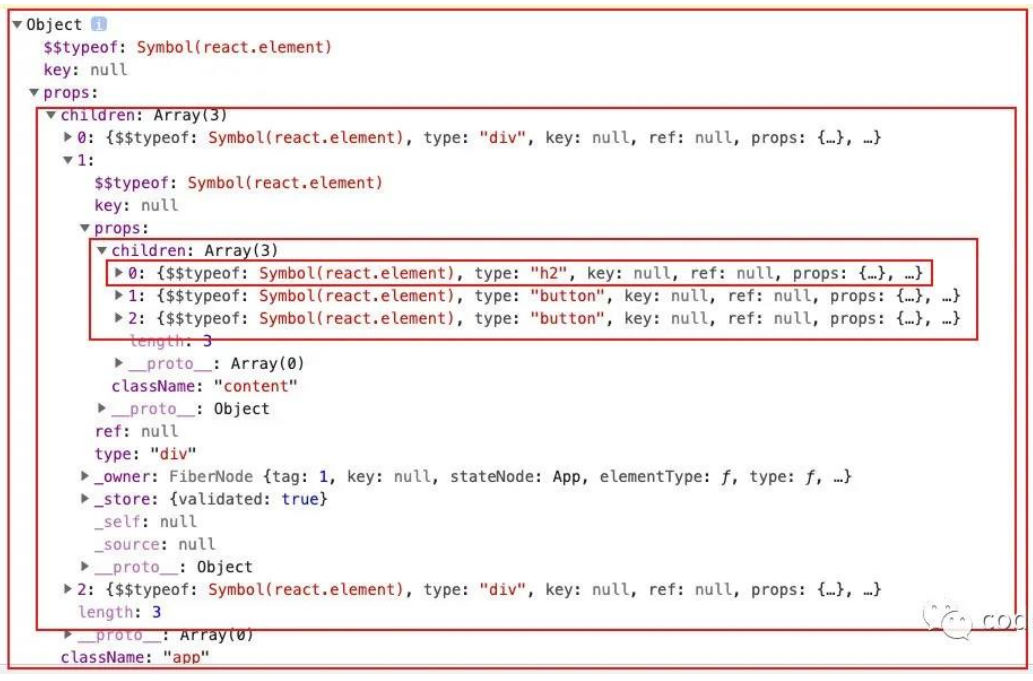 ▼Object i
$$typeof: Symbol(react.element)
key: null
▼props:
▼children: Array(3)
▶0: {$$typeof: Symbol(react.element), type: "div", key: null, ref: null, props: {…}, …}
▼1:
$$typeof: Symbol(react.element)
key: null
▼props:
▼children: Array(3)
▶0: {$$typeof: Symbol(react.element), type: "h2", key: null, ref: null, props: {…}, …}
▶1: {$$typeof: Symbol(react.element), type: "button", key: null, ref: null, props: {…}, …}
▶2: {$$typeof: Symbol(react.element), type: "button", key: null, ref: null, props: {…}, …}
length: 3
▶__proto__: Array(0)
className: "content"
▶__proto__: Object
ref: null
type: "div"
▶_owner: FiberNode {tag: 1, key: null, stateNode: App, elementType: ƒ, type: ƒ, …}
▶_store: {validated: true}
_self: null
_source: null
▶__proto__: Object
▶2: {$$typeof: Symbol(react.element), type: "div", key: null, ref: null, props: {…}, …}
length: 3
▶__proto__: Array(0)
className: "app"